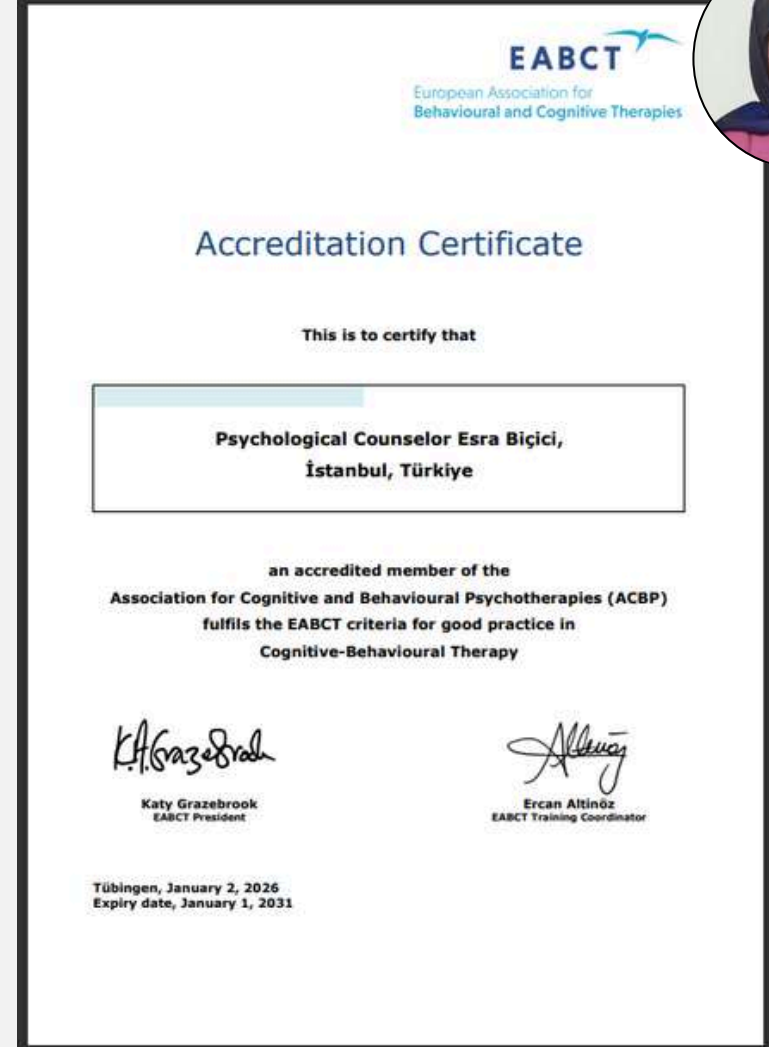 EABCT
European Association for
Behavioural and Cognitive Therapies
Accreditation Certificate
This is to certify that
Psychological Counselor Esra Biçici,
İstanbul, Türkiye
an accredited member of the
Association for Cognitive and Behavioural Psychotherapies (ACBP)
fulfils the EABCT criteria for good practice in
Cognitive-Behavioural Therapy
Katy Grazebrook
EABCT President
Ercan Altinöz
EABCT Training Coordinator
Tübingen, January 2, 2026
Expiry date, January 1, 2031